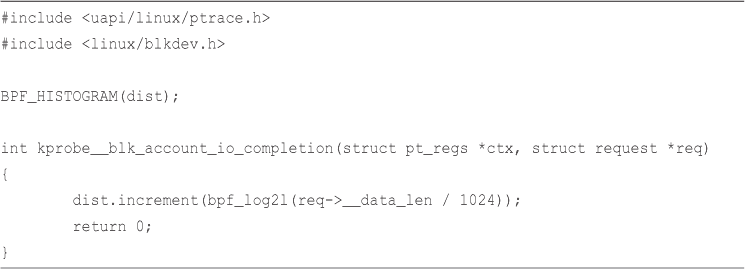 #include <uapi/linux/ptrace.h>
#include <linux/blkdev.h>

BPF_HISTOGRAM(dist);

int kprobe__blk_account_io_completion(struct pt_regs *ctx, struct request *req)
{
        dist.increment(bpf_log2l(req->__data_len / 1024));
        return 0;
}